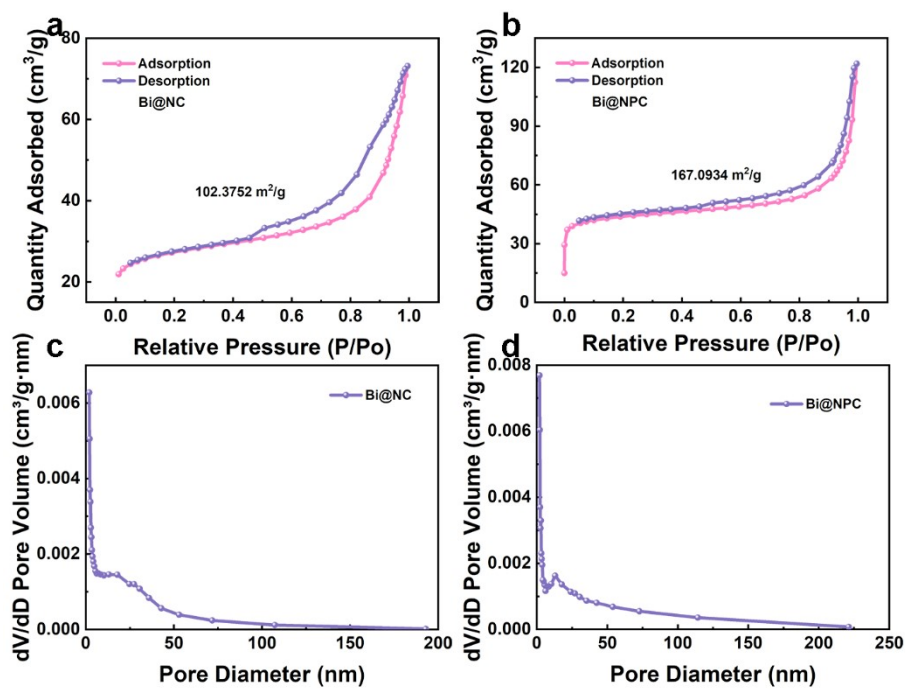 a
80
60
40
20
Quantity Adsorbed (cm³/g)
Adsorption
Desorption
Bi@NC
102.3752 m²/g
0.0 0.2 0.4 0.6 0.8 1.0
Relative Pressure (P/Po)
b
120
90
60
30
0
Quantity Adsorbed (cm³/g)
Adsorption
Desorption
Bi@NPC
167.0934 m²/g
0.0 0.2 0.4 0.6 0.8 1.0
Relative Pressure (P/Po)
c
0.006
0.004
0.002
0.000
dV/dD Pore Volume (cm³/g·nm)
Bi@NC
0 50 100 150 200
Pore Diameter (nm)
d
0.008
0.006
0.004
0.002
0.000
dV/dD Pore Volume (cm³/g·nm)
Bi@NPC
0 50 100 150 200 250
Pore Diameter (nm)